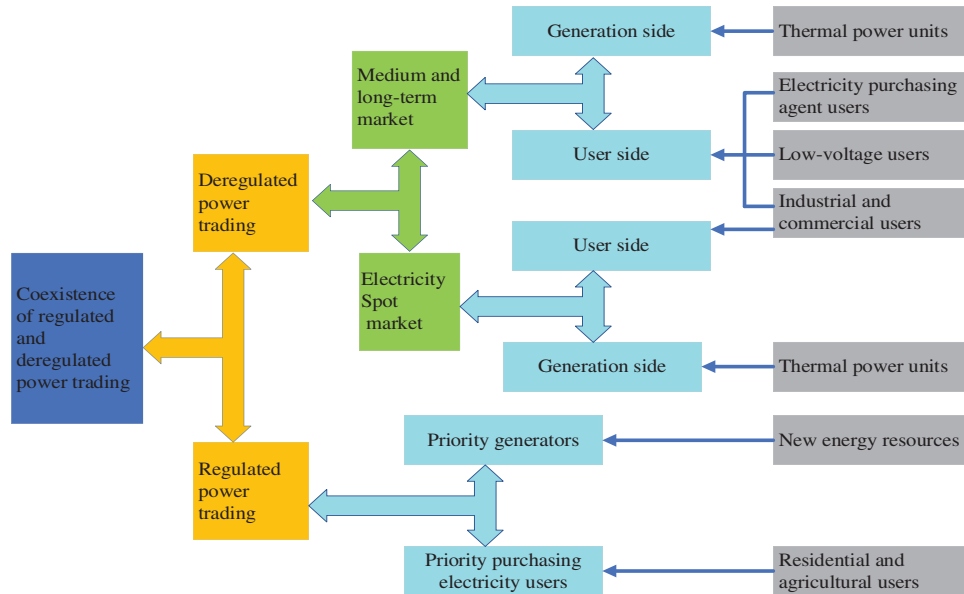 Generation side
Thermal power units
Medium and
long-term
market
Electricity purchasing
agent users
User side
Low-voltage users
Deregulated
power
trading
Industrial and
commercial users
User side
Coexistence
of regulated
and
deregulated
power trading
Electricity
Spot
market
Generation side
Thermal power units
Priority generators
New energy resources
Regulated
power
trading
Priority purchasing
electricity users
Residential and
agricultural users